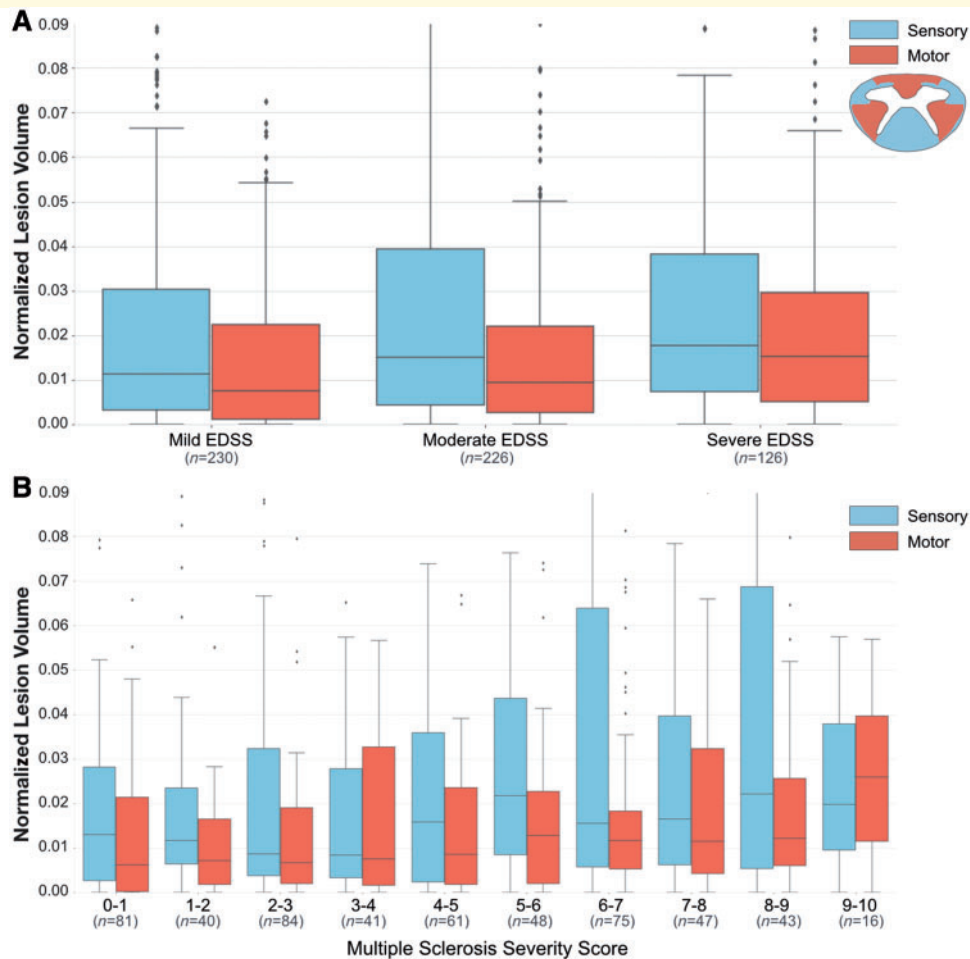 A
Sensory
Motor
Normalized Lesion Volume
0.09
0.08
0.07
0.06
0.05
0.04
0.03
0.02
0.01
0.00
Mild EDSS Moderate EDSS Severe EDSS
(n=230) (n=226) (n=126)
B
Sensory
Motor
Normalized Lesion Volume
0.09
0.08
0.07
0.06
0.05
0.04
0.03
0.02
0.01
0.00
0-1 1-2 2-3 3-4 4-5 5-6 6-7 7-8 8-9 9-10
(n=81) (n=40) (n=84) (n=41) (n=61) (n=48) (n=75) (n=47) (n=43) (n=16)
Multiple Sclerosis Severity Score